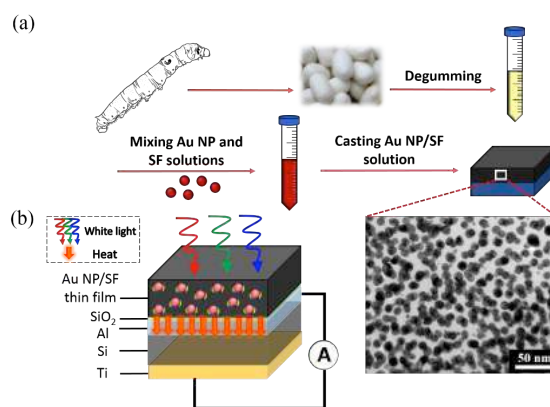 (a)
Degumming
Mixing Au NP and
SF solutions
Casting Au NP/SF
solution
(b)
White light
Heat
Au NP/SF
thin film
SiO₂
Al
Si
Ti
A
50 nm